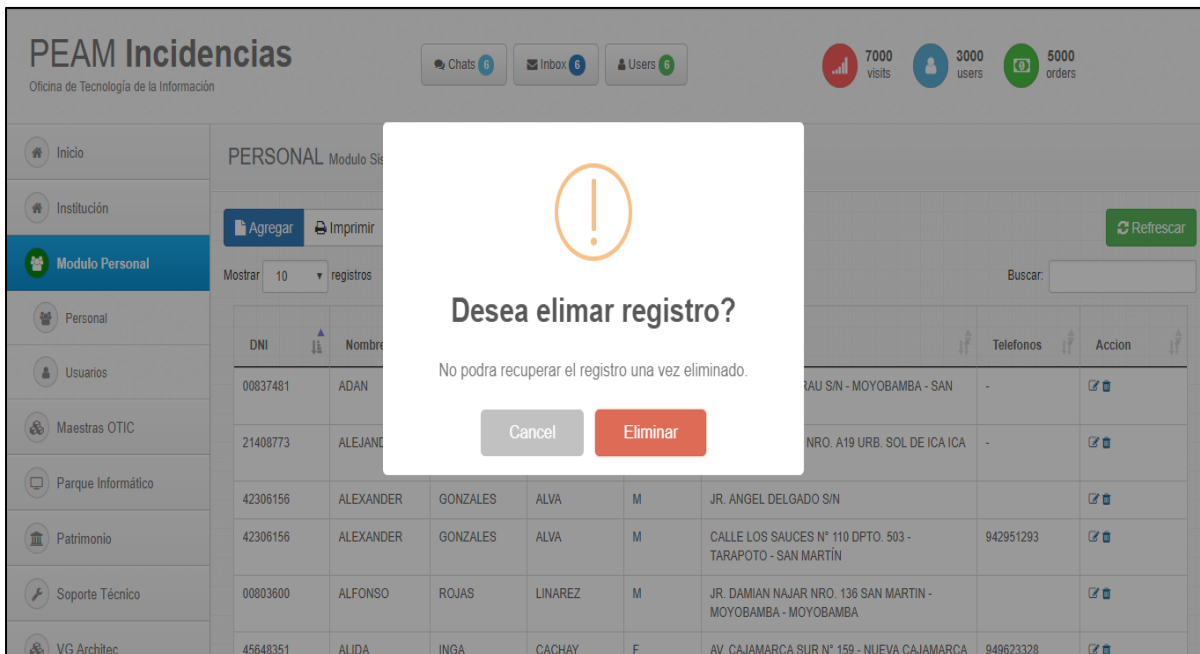 PEAM Incidencias
Oficina de Tecnología de la Información
Chats 6
Inbox 6
Users 6
7000 visits
3000 users
5000 orders
Inicio
Institución
Modulo Personal
Personal
Usuarios
Maestras OTIC
Parque Informático
Patrimonio
Soporte Técnico
VG Architec
PERSONAL Modulo
Agregar
Imprimir
Refrescar
Mostrar 10 registros
Buscar:
Desea elimar registro?
No podra recuperar el registro una vez eliminado.
Cancel
Eliminar
DNI Telefonos Accion
00837481 ADAN S/N - MOYOBAMBA - SAN -
21408773 NRO. A19 URB. SOL DE ICA ICA -
42306156 ALEXANDER GONZALES ALVA M JR. ANGEL DELGADO S/N
42306156 ALEXANDER GONZALES ALVA M CALLE LOS SAUCES N° 110 DPTO. 503 - 942951293
TARAPOTO - SAN MARTÍN
00803600 ALFONSO ROJAS LINAREZ M JR. DAMIAN NAJAR NRO. 136 SAN MARTIN -
MOYOBAMBA - MOYOBAMBA
45648351 ALIDA INGA CACHAY F AV. CAJAMARCA SUR N° 159 - NUEVA CAJAMARCA 949623328